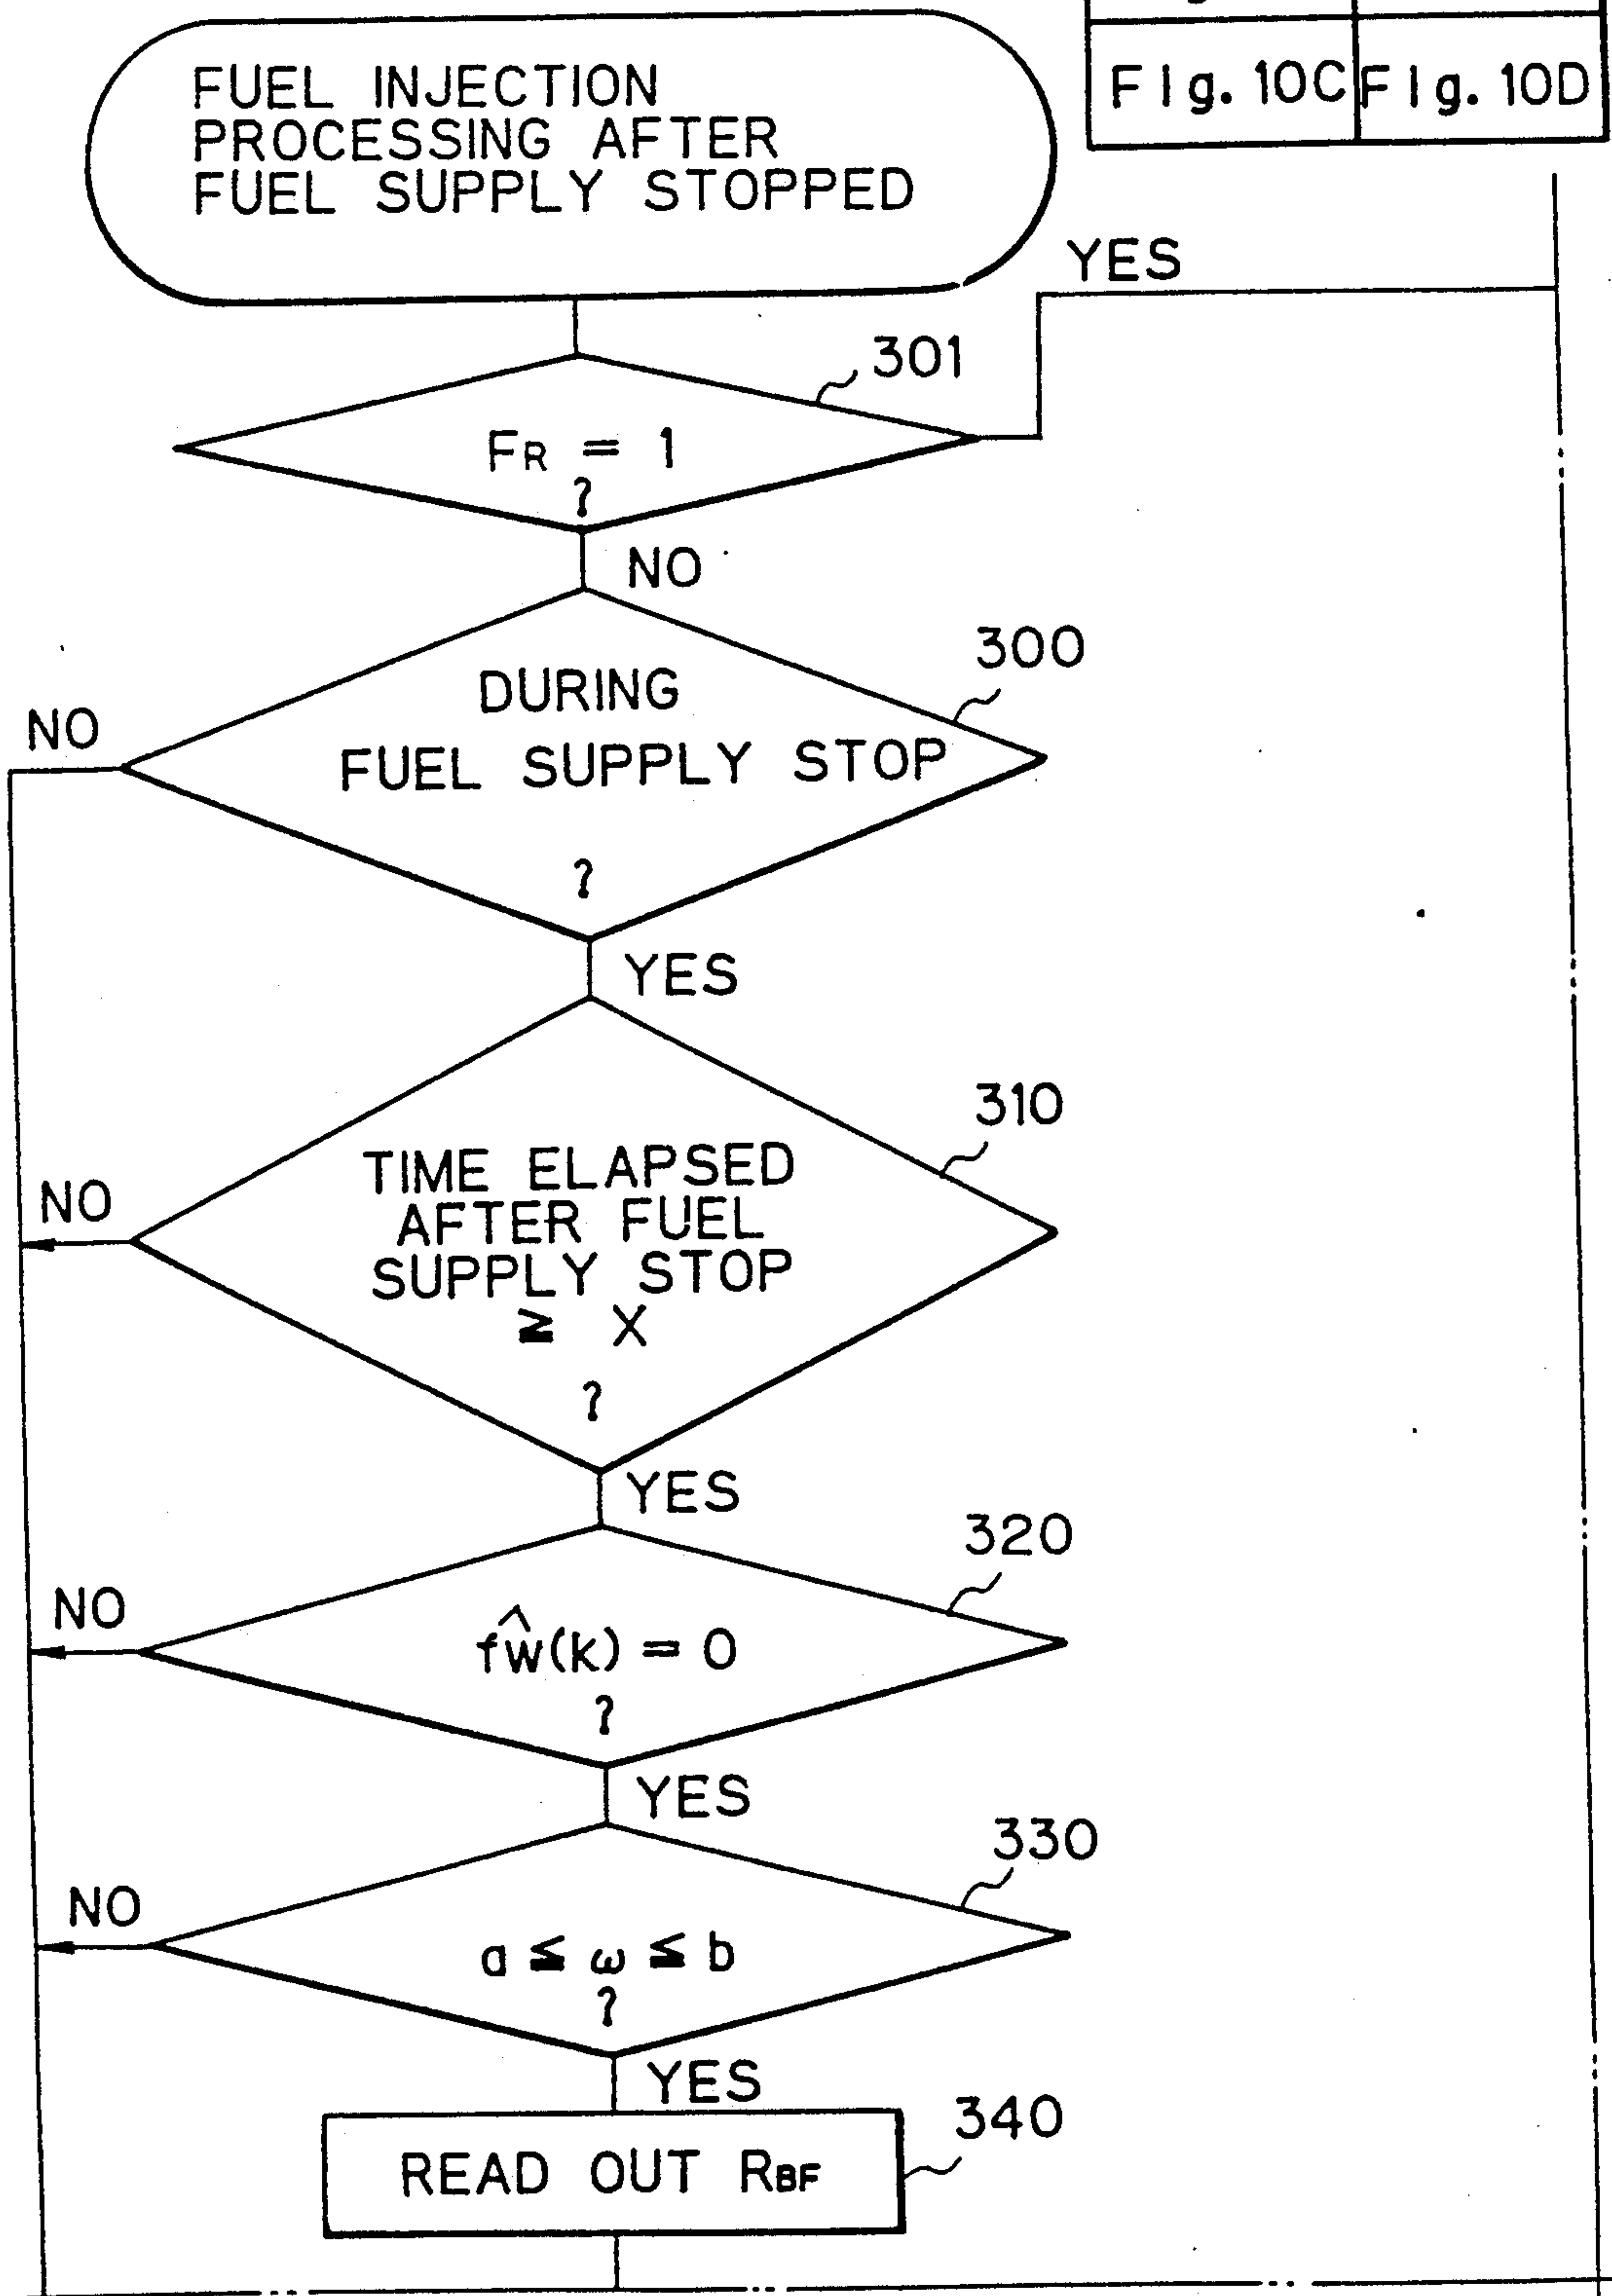 FIg. 10C FIg. 10D
FUEL INJECTION
PROCESSING AFTER
FUEL SUPPLY STOPPED
YES
301
FR = 1
?
NO
300
DURING
FUEL SUPPLY STOP
?
NO
YES
310
TIME ELAPSED
AFTER FUEL
SUPPLY STOP
≧ X
?
NO
YES
320
fŵ(k) = 0
?
NO
YES
330
a ≦ ω ≦ b
?
NO
YES
340
READ OUT RBF